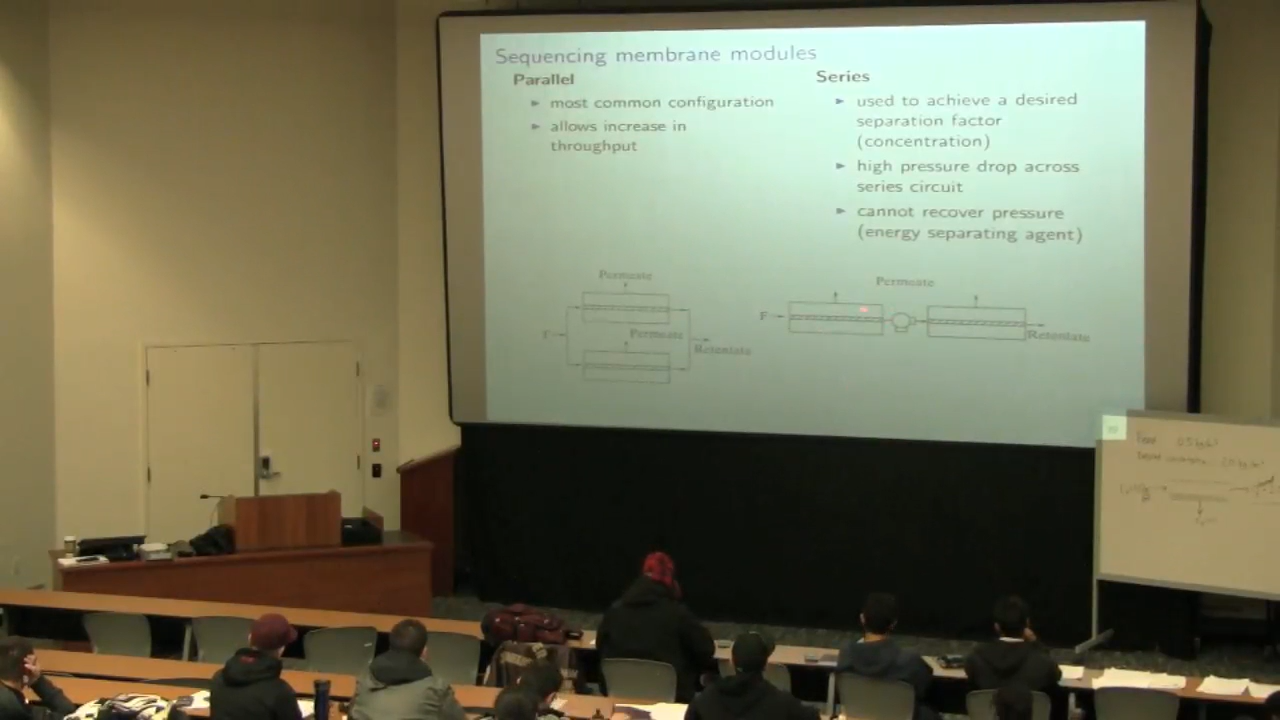 Sequencing membrane modules
Parallel
most common configuration
allows increase in
throughput
Series
used to achieve a desired
separation factor
(concentration)
high pressure drop across
series circuit
cannot recover pressure
(energy separating agent)
Permeate
F
Permeate
Retentate
Permeate
F
Retentate